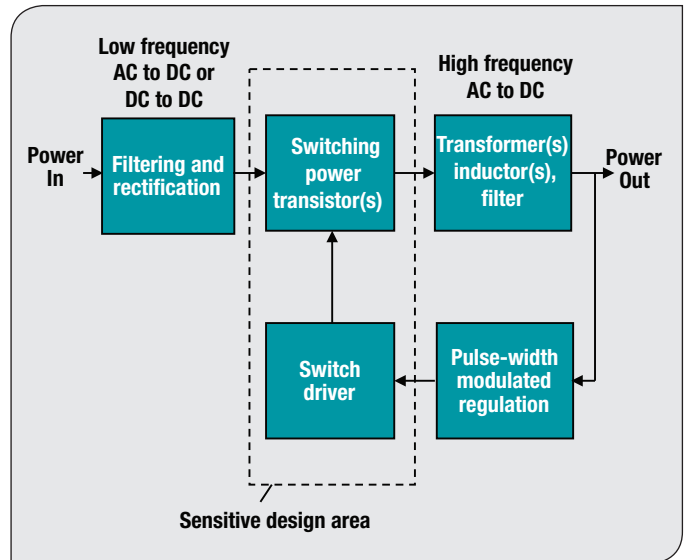 Low frequency
AC to DC or
DC to DC
High frequency
AC to DC
Power
In
Filtering and
rectification
Switching
power
transistor(s)
Transformer(s)
inductor(s),
filter
Power
Out
Switch
driver
Pulse-width
modulated
regulation
Sensitive design area